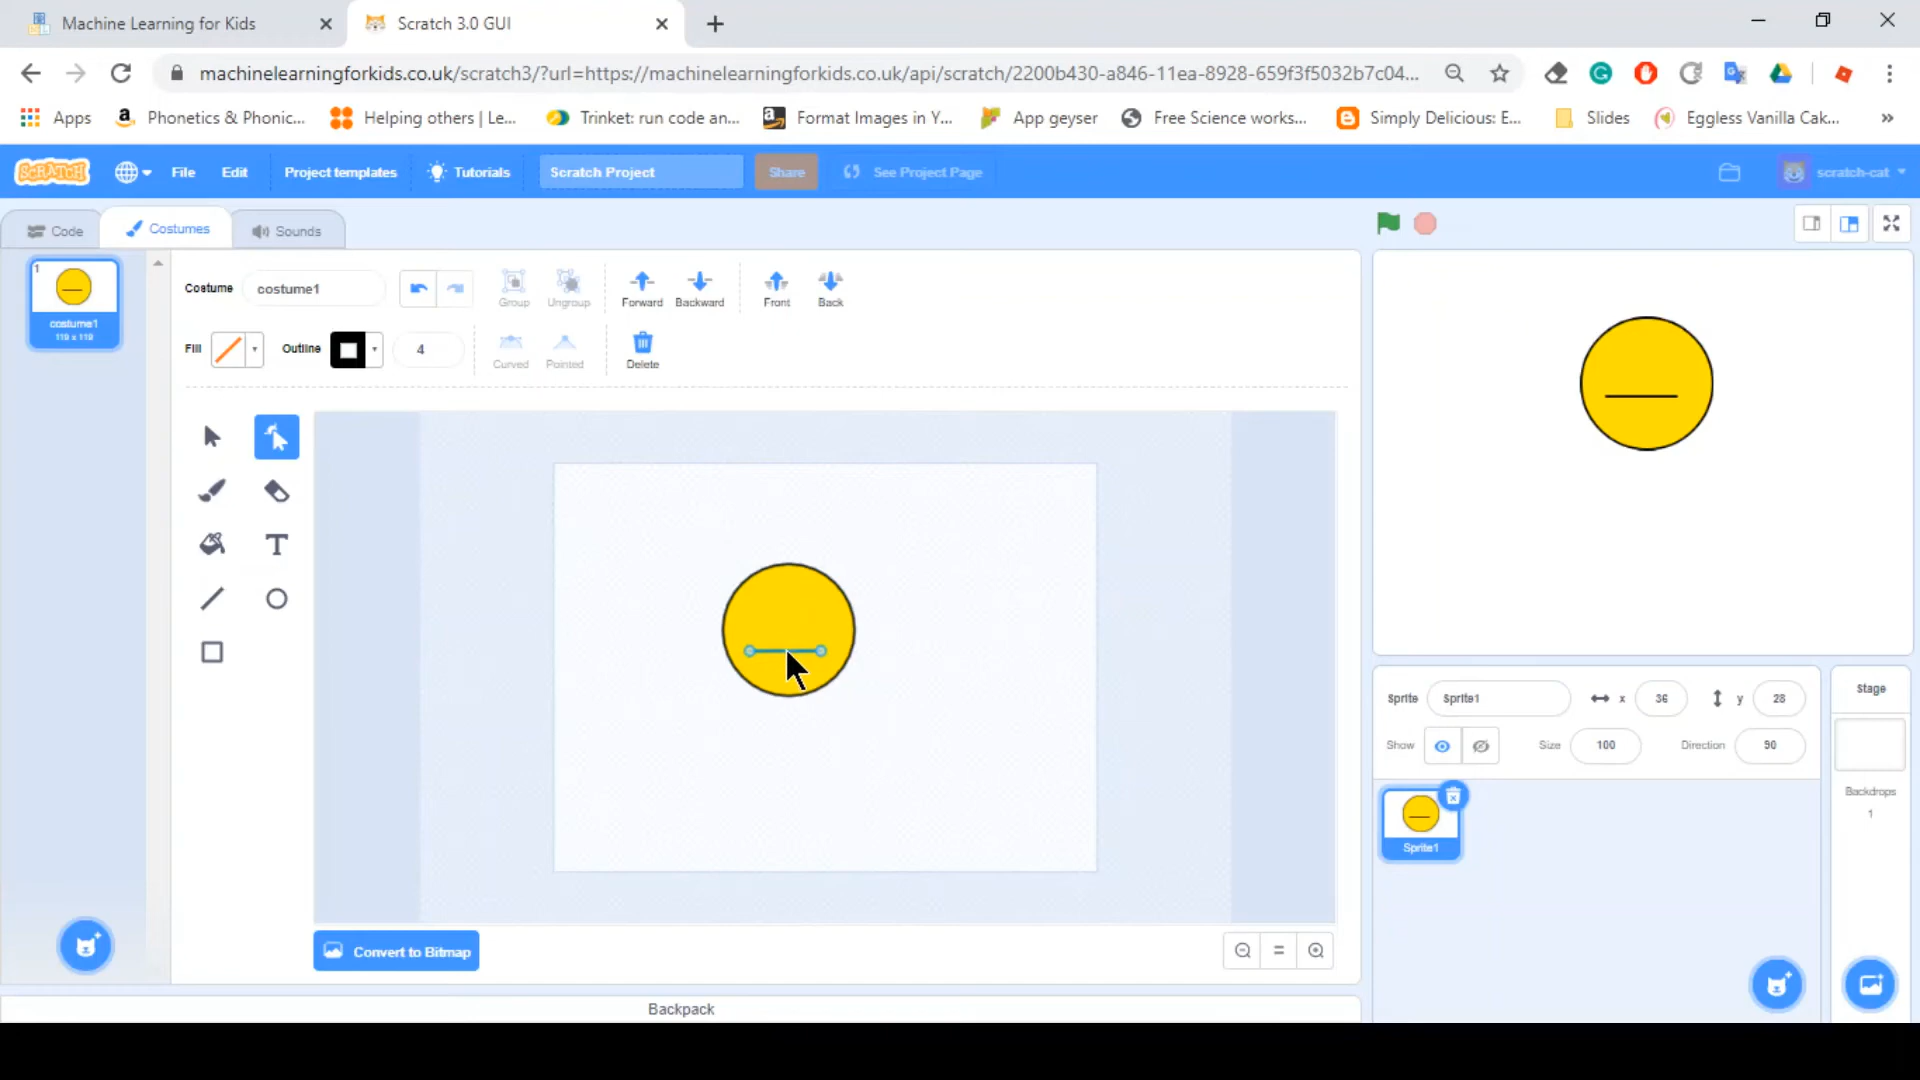 Machine Learning for Kids
Scratch 3.0 GUI
machinelearningforkids.co.uk/scratch3/?url=https://machinelearningforkids.co.uk/api/scratch/2200b430-a846-11ea-8928-659f3f5032b7c04...
Apps
Phonetics & Phonic...
Helping others | Le...
Trinket: run code an...
Format Images in Y...
App geyser
Free Science works...
Simply Delicious: E...
Slides
Eggless Vanilla Cak...
SCRATCH
File
Edit
Project templates
Tutorials
Scratch Project
Share
See Project Page
scratch-cat
Code
Costumes
Sounds
1
costume1
119 x 119
Costume
costume1
Group
Ungroup
Forward
Backward
Front
Back
Fill
Outline
4
Curved
Pointed
Delete
T
Convert to Bitmap
Backpack
Sprite
Sprite1
x
36
y
28
Show
Size
100
Direction
90
Sprite1
Stage
Backdrops
1